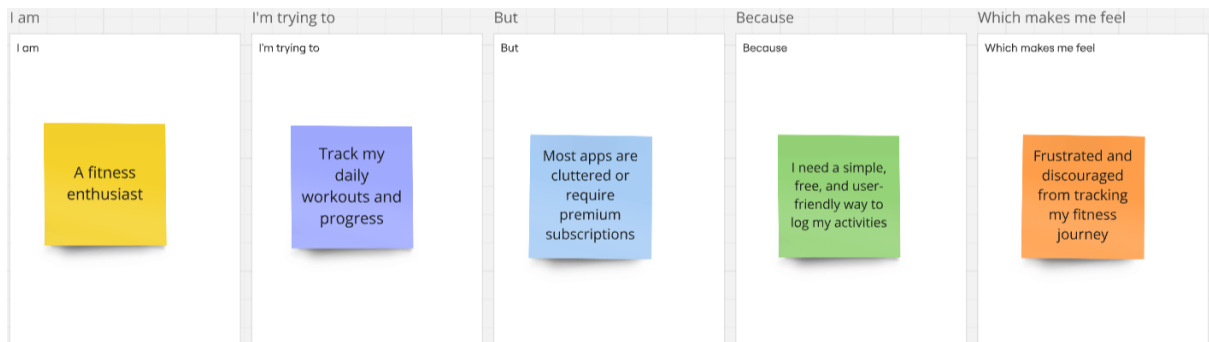 I am
I'm trying to
But
Because
Which makes me feel
I am
I'm trying to
But
Because
Which makes me feel
A fitness
enthusiast
Track my
daily
workouts and
progress
Most apps are
cluttered or
require
premium
subscriptions
I need a simple,
free, and user-
friendly way to
log my activities
Frustrated and
discouraged
from tracking
my fitness
journey